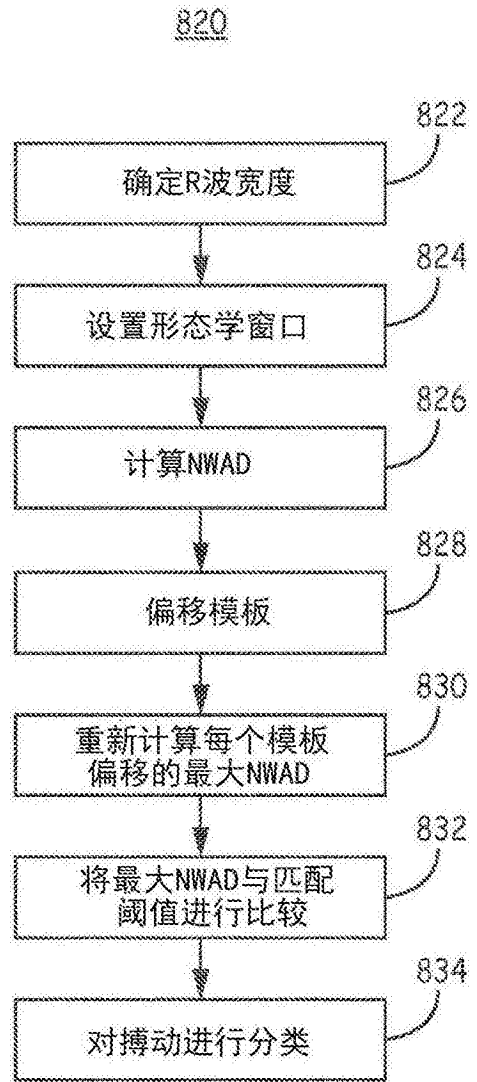 820
822
确定R波宽度
824
设置形态学窗口
826
计算NWAD
828
偏移模板
830
重新计算每个模板
偏移的最大NWAD
832
将最大NWAD与匹配
阈值进行比较
834
对搏动进行分类